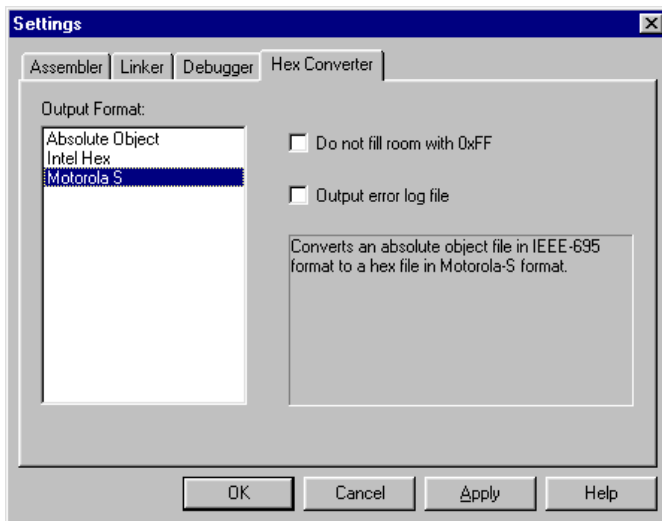 Settings
Assembler Linker Debugger Hex Converter
Output Format:
Absolute Object
Intel Hex
Motorola S
Do not fill room with 0xFF
Output error log file
Converts an absolute object file in IEEE-695
format to a hex file in Motorola-S format.
OK Cancel Apply Help